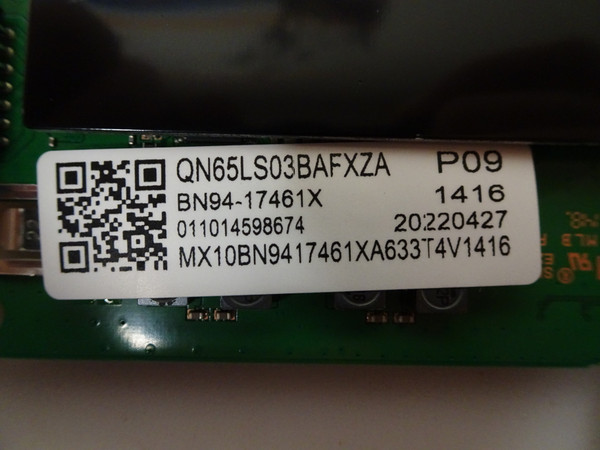 QN65LS03BAFXZA P09
BN94-17461X 1416
011014598674 20220427
MX10BN9417461XA633T4V1416